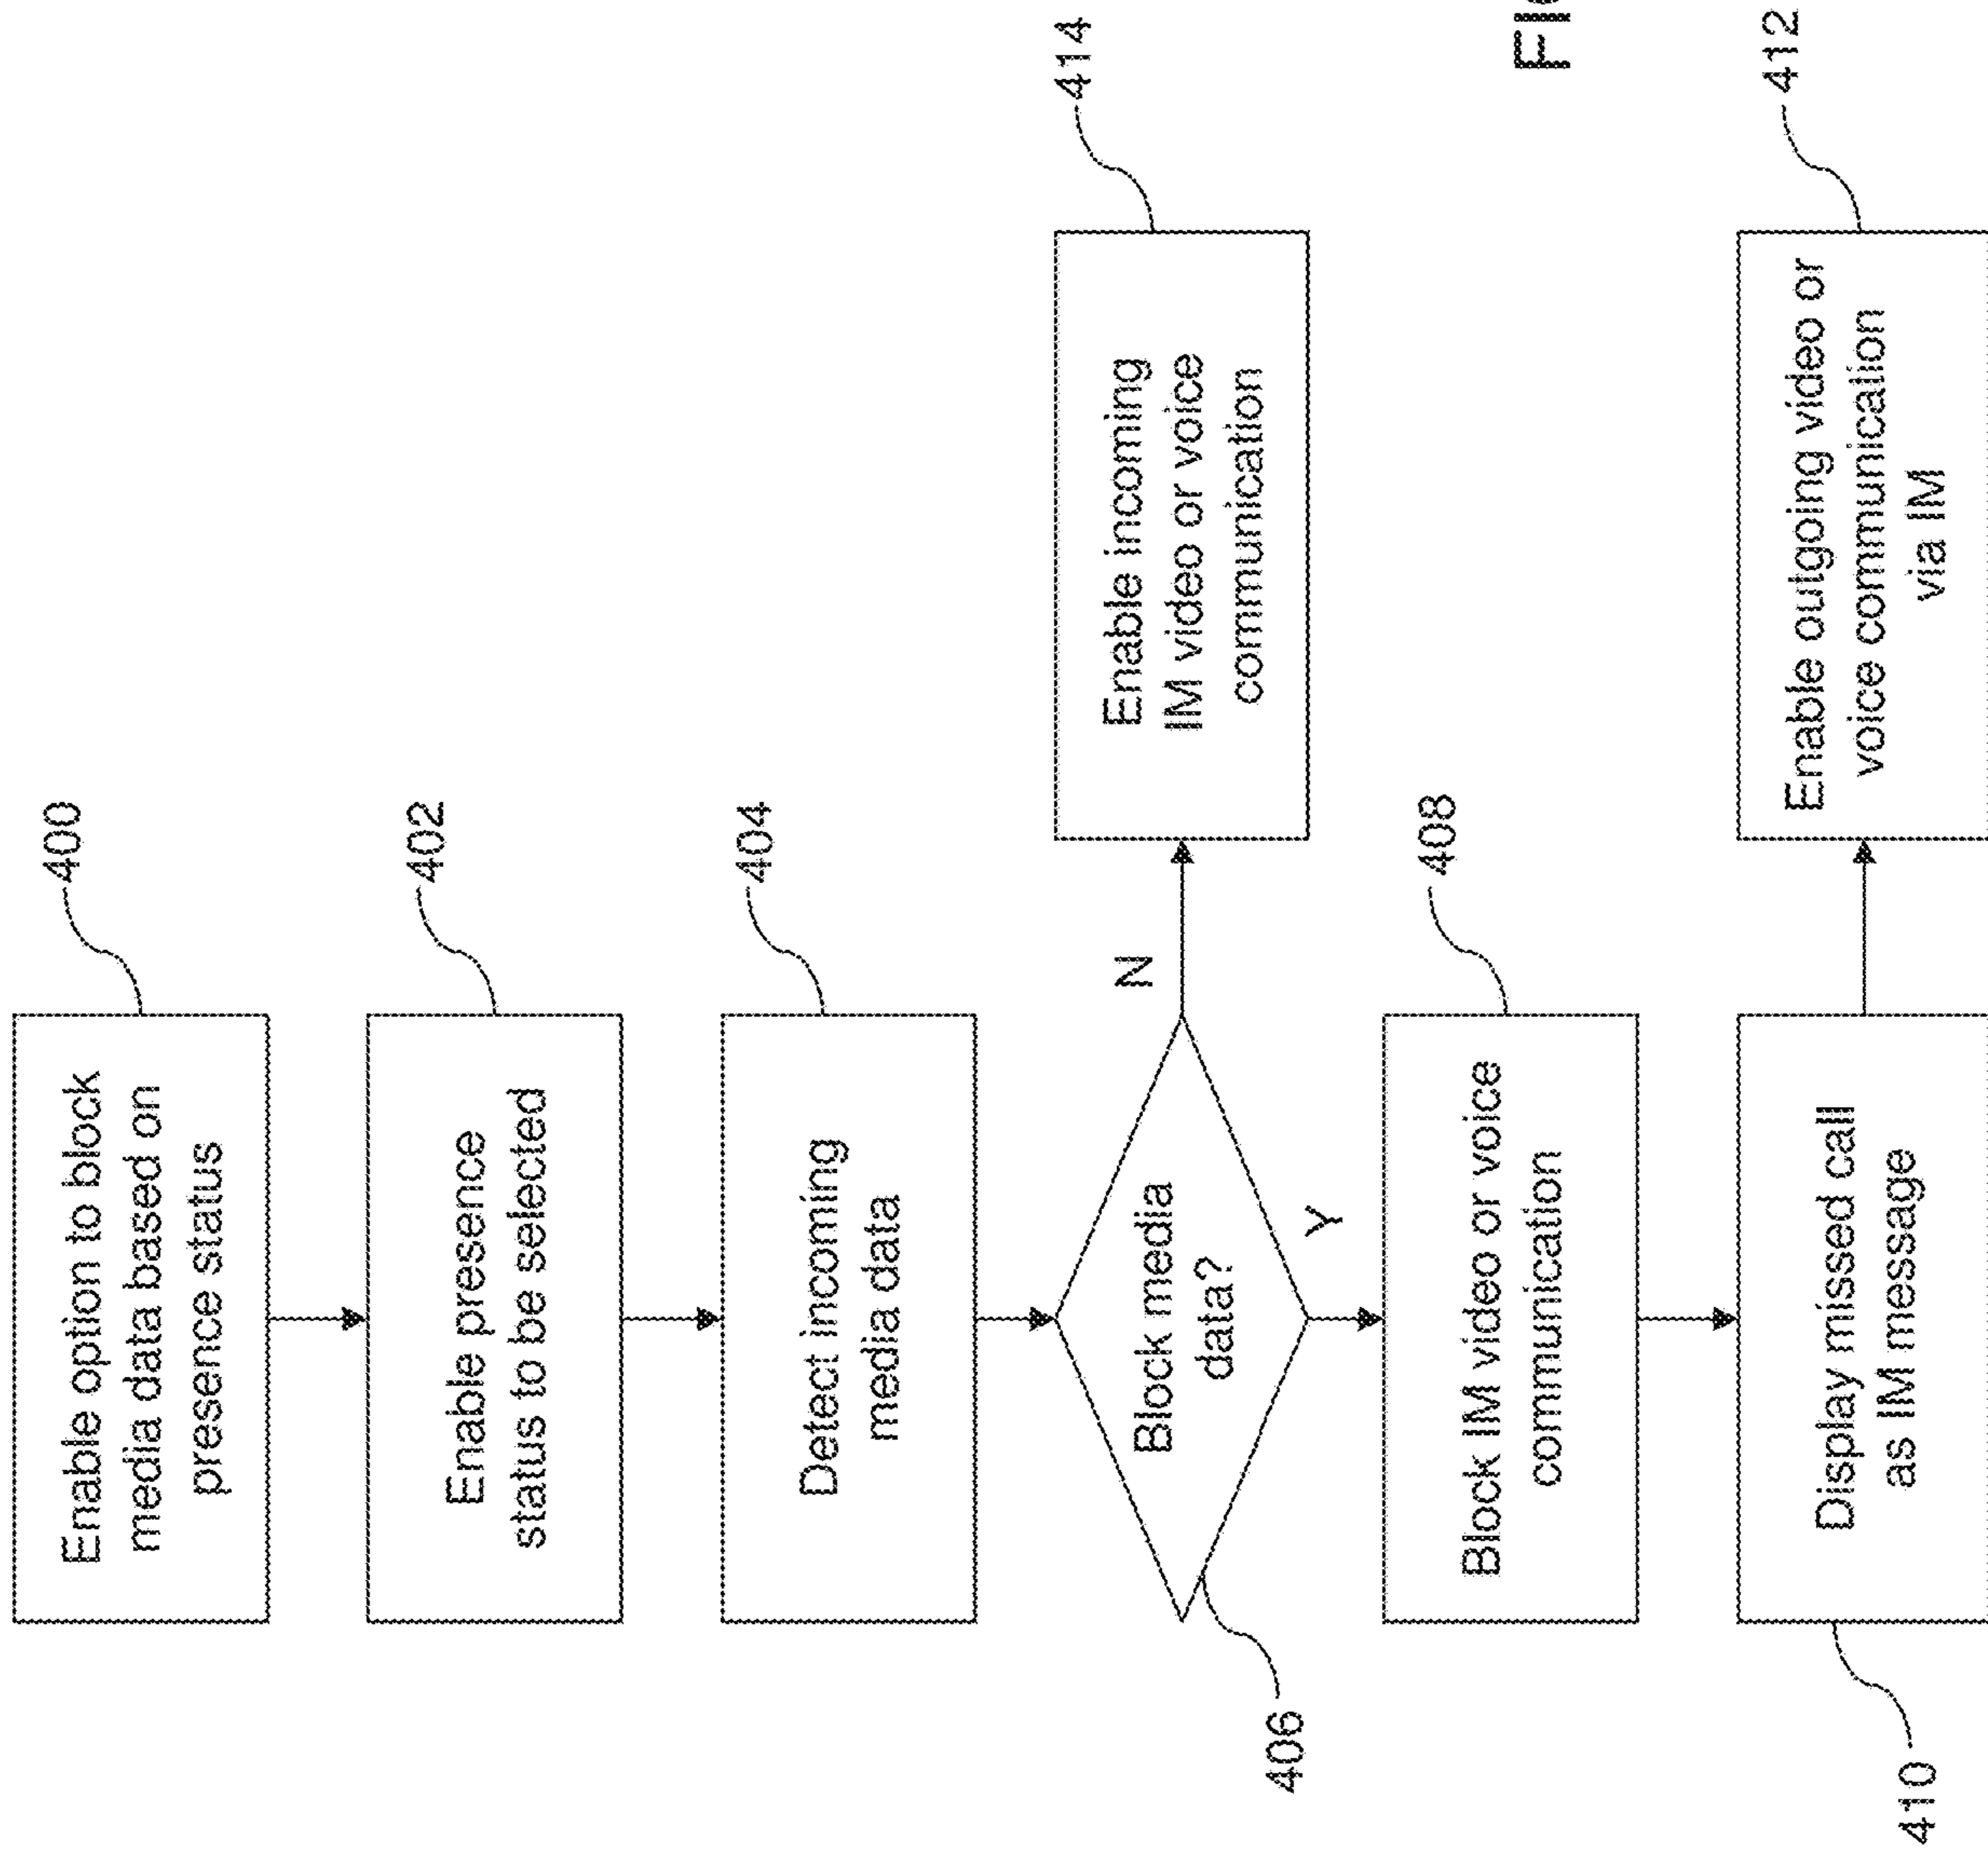 400
Enable option to block
media data based on
presence status
402
Enable presence
status to be selected
404
Detect incoming
media data
406
Block media
data?
N
Y
414
Enable incoming
IM video or voice
communication
408
Block IM video or voice
communication
410
Display missed call
as IM message
412
Enable outgoing video or
voice communication
via IM